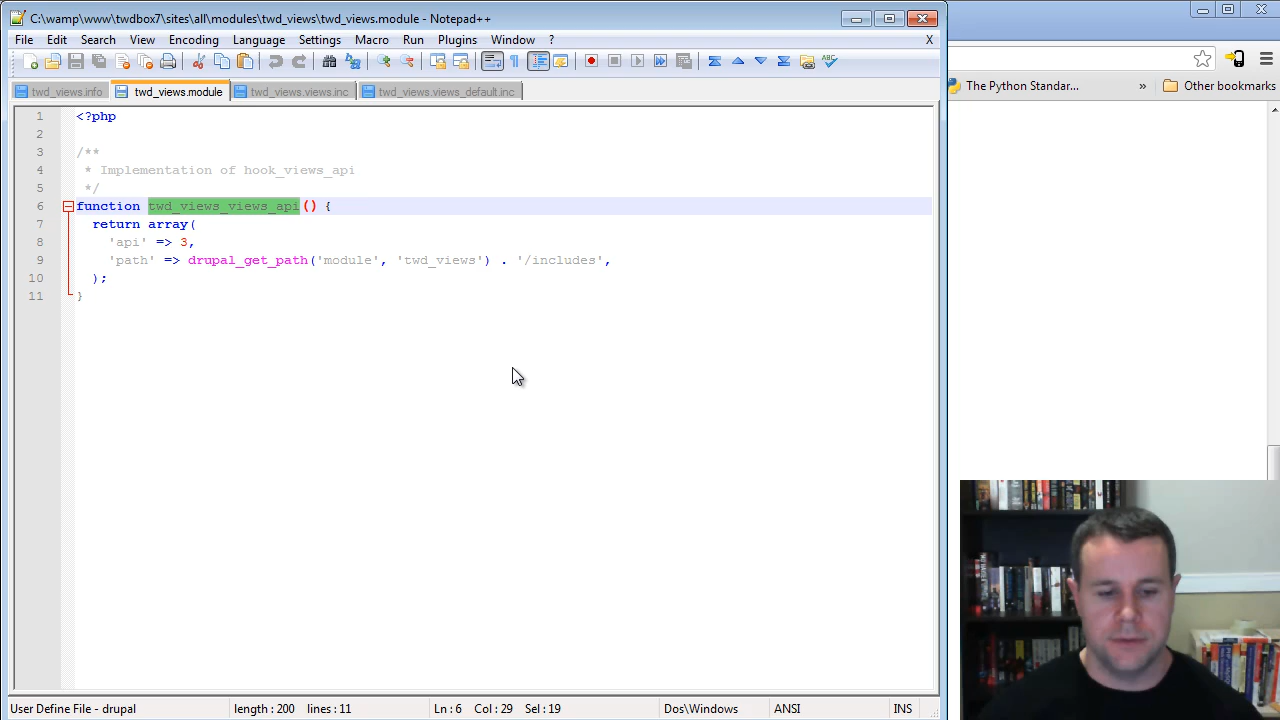 C:\wamp\www\twdbox7\sites\all\modules\twd_views\twd_views.module - Notepad++
File Edit Search View Encoding Language Settings Macro Run Plugins Window ? X
The Python Standar... » Other bookmarks
twd_views.info twd_views.module twd_views.views.inc twd_views.views_default.inc
1 <?php
2
3 /**
4 * Implementation of hook_views_api
5 */
6 function twd_views_views_api() {
7 return array(
8 'api' => 3,
9 'path' => drupal_get_path('module', 'twd_views') . '/includes',
10 );
11 }
User Define File - drupal length : 200 lines : 11 Ln : 6 Col : 29 Sel : 19 Dos\Windows ANSI INS